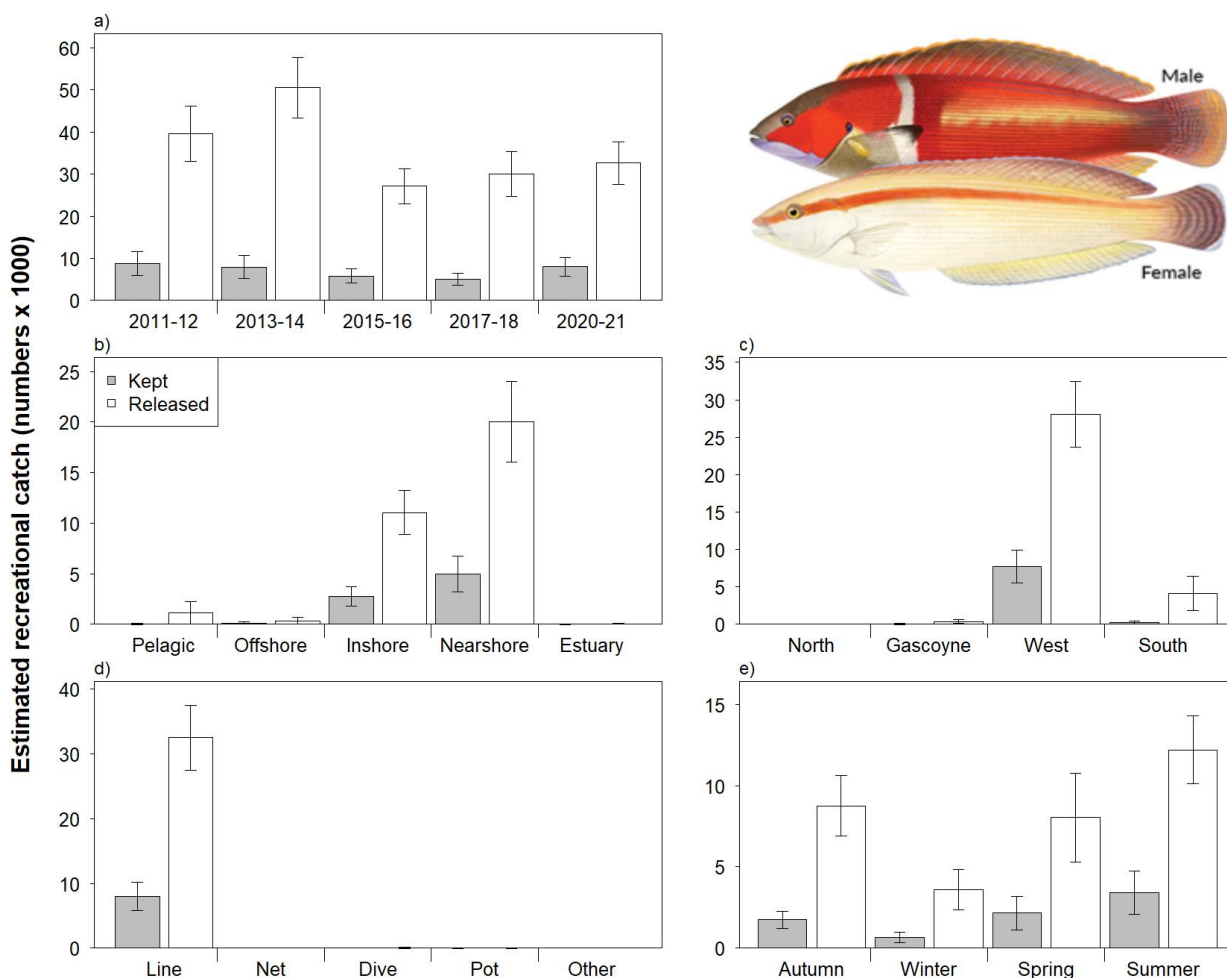 Estimated recreational catch (numbers x 1000)
a)
60
50
40
30
20
10
0
2011-12 2013-14 2015-16 2017-18 2020-21
Male
Female
b)
Kept
Released
25
20
15
10
5
0
Pelagic Offshore Inshore Nearshore Estuary
c)
35
30
25
20
15
10
5
0
North Gascoyne West South
d)
40
30
20
10
0
Line Net Dive Pot Other
e)
15
10
5
0
Autumn Winter Spring Summer